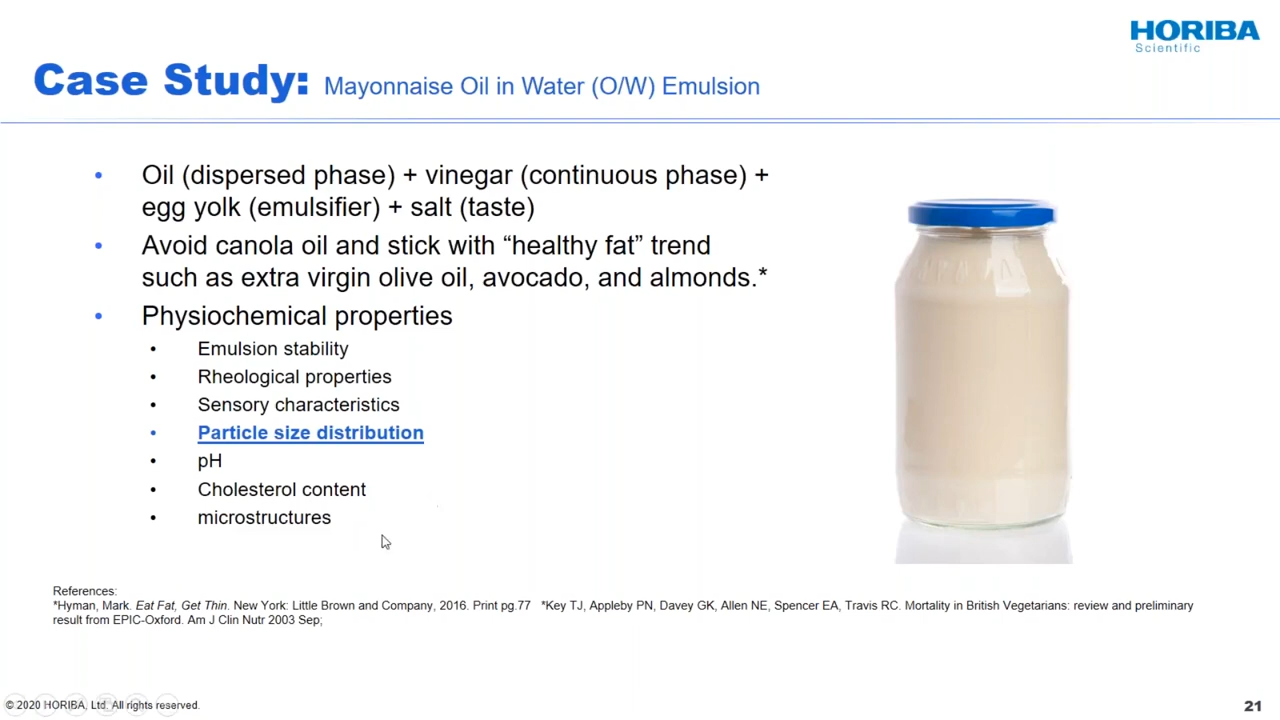 HORIBA
Scientific
Case Study: Mayonnaise Oil in Water (O/W) Emulsion
• Oil (dispersed phase) + vinegar (continuous phase) +
egg yolk (emulsifier) + salt (taste)
• Avoid canola oil and stick with “healthy fat” trend
such as extra virgin olive oil, avocado, and almonds.*
• Physiochemical properties
• Emulsion stability
• Rheological properties
• Sensory characteristics
• Particle size distribution
• pH
• Cholesterol content
• microstructures
References:
*Hyman, Mark. Eat Fat, Get Thin. New York: Little Brown and Company, 2016. Print pg.77 *Key TJ, Appleby PN, Davey GK, Allen NE, Spencer EA, Travis RC. Mortality in British Vegetarians: review and preliminary
result from EPIC-Oxford. Am J Clin Nutr 2003 Sep;
© 2020 HORIBA, Ltd. All rights reserved.
21